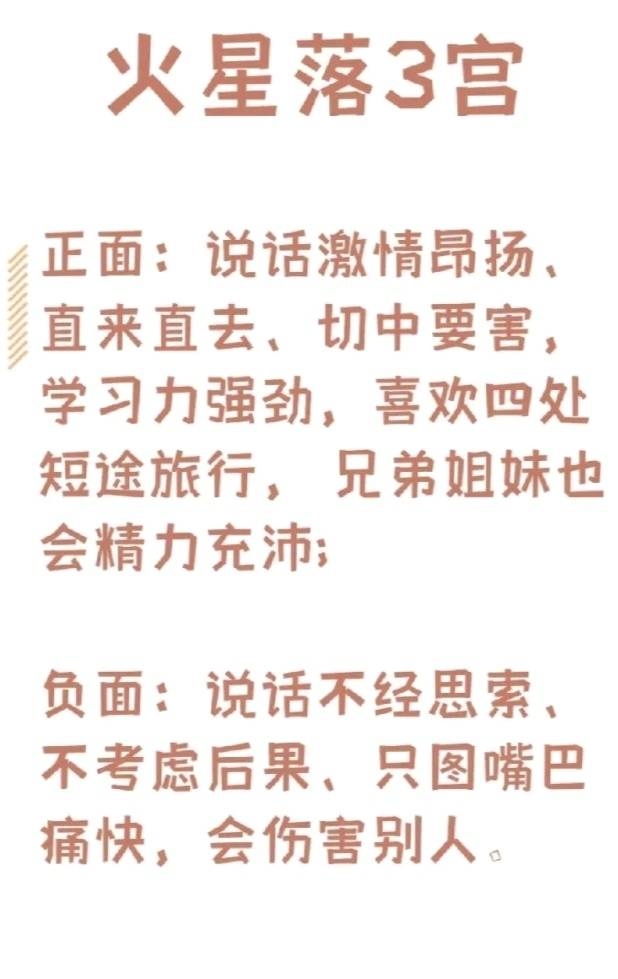 火星落3宫
正面：说话激情昂扬、
直来直去、切中要害，
学习力强劲，喜欢四处
短途旅行， 兄弟姐妹也
会精力充沛;
负面：说话不经思索、
不考虑后果、只图嘴巴
痛快，会伤害别人。